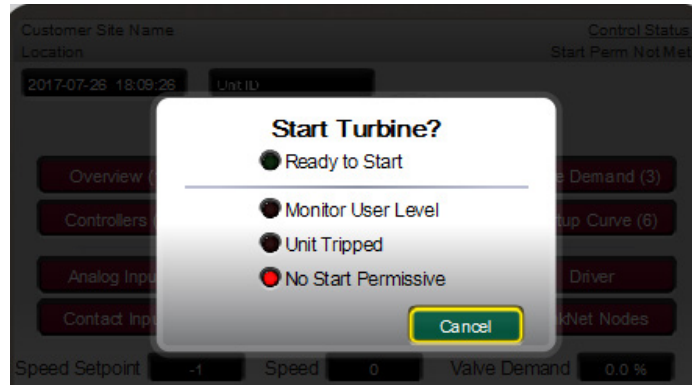 Customer Site Name
Control Status
Location
Start Perm Not Met
2017-07-26 18:09:26
Unit ID
Start Turbine?
Ready to Start
Monitor User Level
Unit Tripped
No Start Permissive
Cancel
Overview (
e Demand (3)
Controllers
tup Curve (6)
Analog Inpu
Driver
Contact Inpu
kNet Nodes
Speed Setpoint
-1
Speed
0
Valve Demand
0.0 %